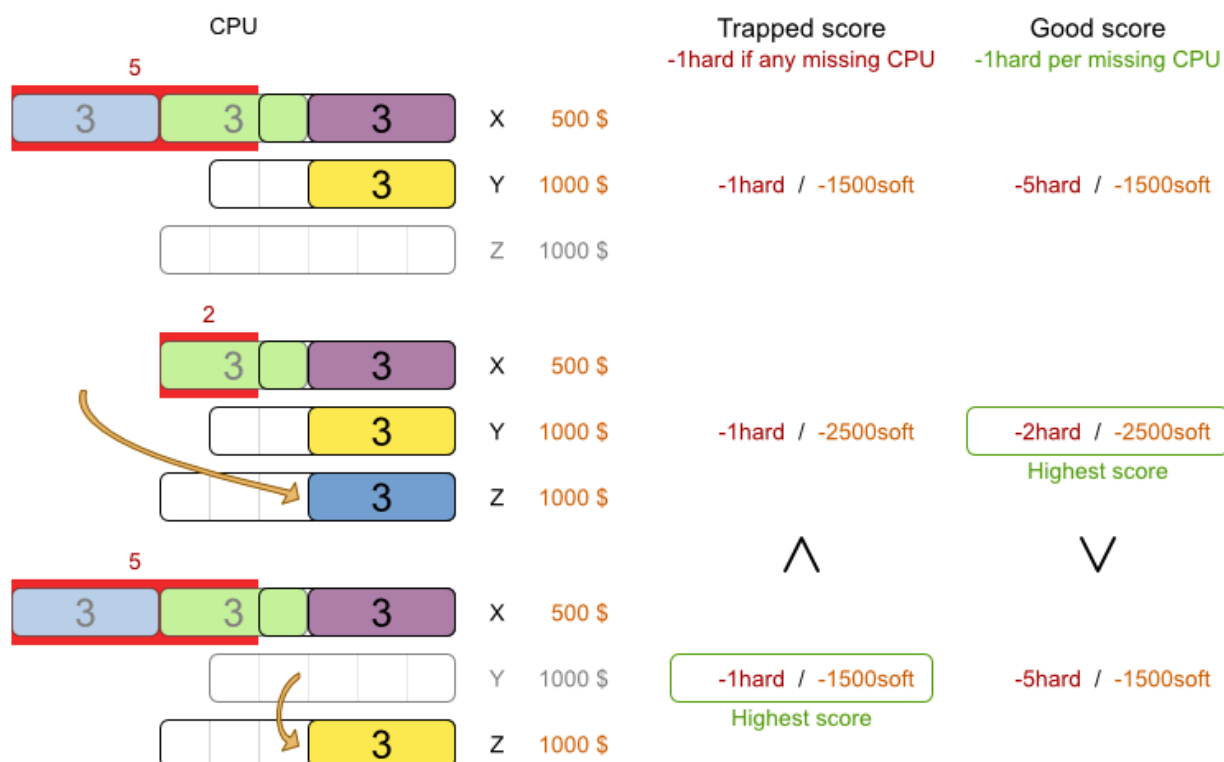 CPU Trapped score Good score
-1hard if any missing CPU -1hard per missing CPU
5
3 3 3 X 500 $
3 Y 1000 $ -1hard / -1500soft -5hard / -1500soft
Z 1000 $
2
3 3 X 500 $
3 Y 1000 $ -1hard / -2500soft -2hard / -2500soft
Highest score
3 Z 1000 $
5
3 3 3 X 500 $
Y 1000 $ -1hard / -1500soft -5hard / -1500soft
Highest score
3 Z 1000 $